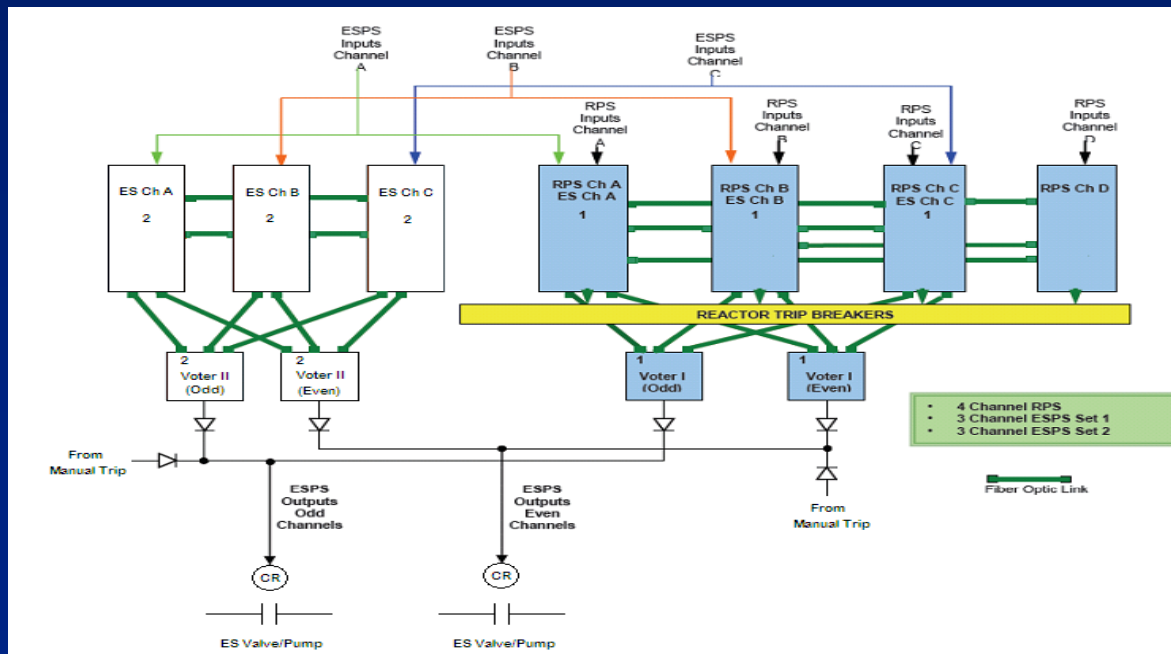 ESPS
Inputs
Channel
A
ESPS
Inputs
Channel
B
ESPS
Inputs
Channel
C
RPS
Inputs
Channel
A
RPS
Inputs
Channel
B
RPS
Inputs
Channel
C
RPS
Inputs
Channel
D
ES Ch A
2
ES Ch B
2
ES Ch C
2
RPS Ch A
ES Ch A
1
RPS Ch B
ES Ch B
1
RPS Ch C
ES Ch C
1
RPS Ch D
REACTOR TRIP BREAKERS
2
Voter II
(Odd)
2
Voter II
(Even)
1
Voter I
(Odd)
1
Voter I
(Even)
• 4 Channel RPS
• 3 Channel ESPS Set 1
• 3 Channel ESPS Set 2
Fiber Optic Link
From
Manual Trip
ESPS
Outputs
Odd
Channels
ESPS
Outputs
Even
Channels
From
Manual Trip
CR
CR
ES Valve/Pump
ES Valve/Pump